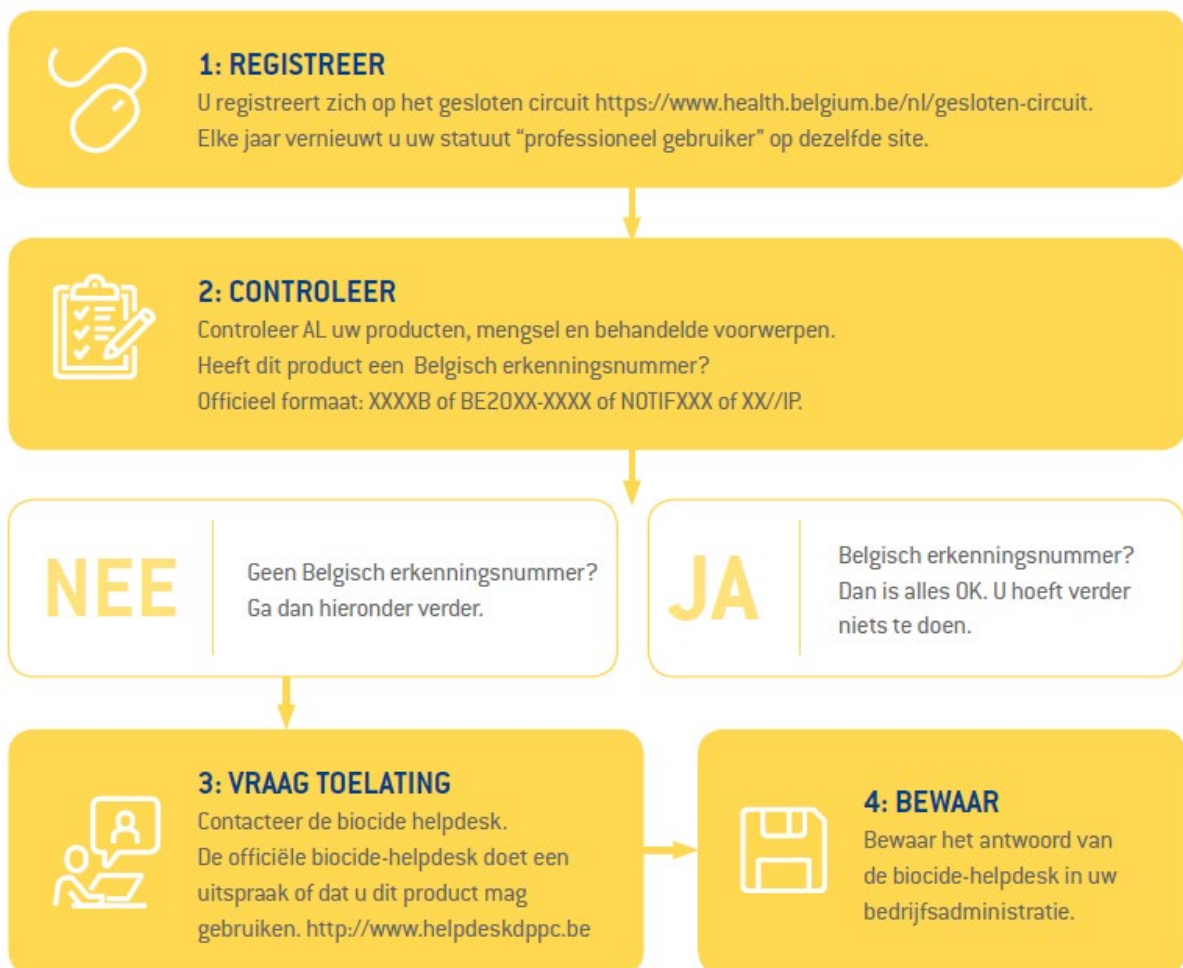 1: REGISTREER
U registreert zich op het gesloten circuit https://www.health.belgium.be/nl/gesloten-circuit.
Elke jaar vernieuwt u uw statuut “professioneel gebruiker” op dezelfde site.
2: CONTROLEER
Controleer AL uw producten, mengsel en behandelde voorwerpen.
Heeft dit product een Belgisch erkenningsnummer?
Officieel formaat: XXXXB of BE20XX-XXXX of NOTIFXXX of XX//IP.
NEE
Geen Belgisch erkenningsnummer?
Ga dan hieronder verder.
JA
Belgisch erkenningsnummer?
Dan is alles OK. U hoeft verder
niets te doen.
3: VRAAG TOELATING
Contacteer de biocide helpdesk.
De officiële biocide-helpdesk doet een
uitspraak of dat u dit product mag
gebruiken. http://www.helpdeskdppc.be
4: BEWAAR
Bewaar het antwoord van
de biocide-helpdesk in uw
bedrijfsadministratie.